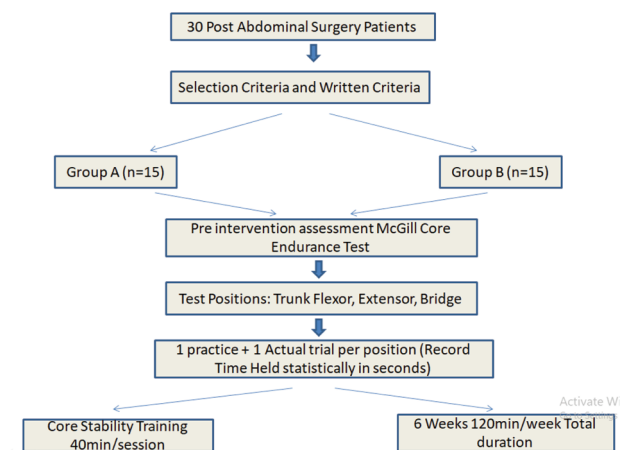 30 Post Abdominal Surgery Patients
Selection Criteria and Written Criteria
Group A (n=15)
Group B (n=15)
Pre intervention assessment McGill Core
Endurance Test
Test Positions: Trunk Flexor, Extensor, Bridge
1 practice + 1 Actual trial per position (Record
Time Held statistically in seconds)
Activate Wi
Core Stability Training
40min/session
6 Weeks 120min/week Total
duration